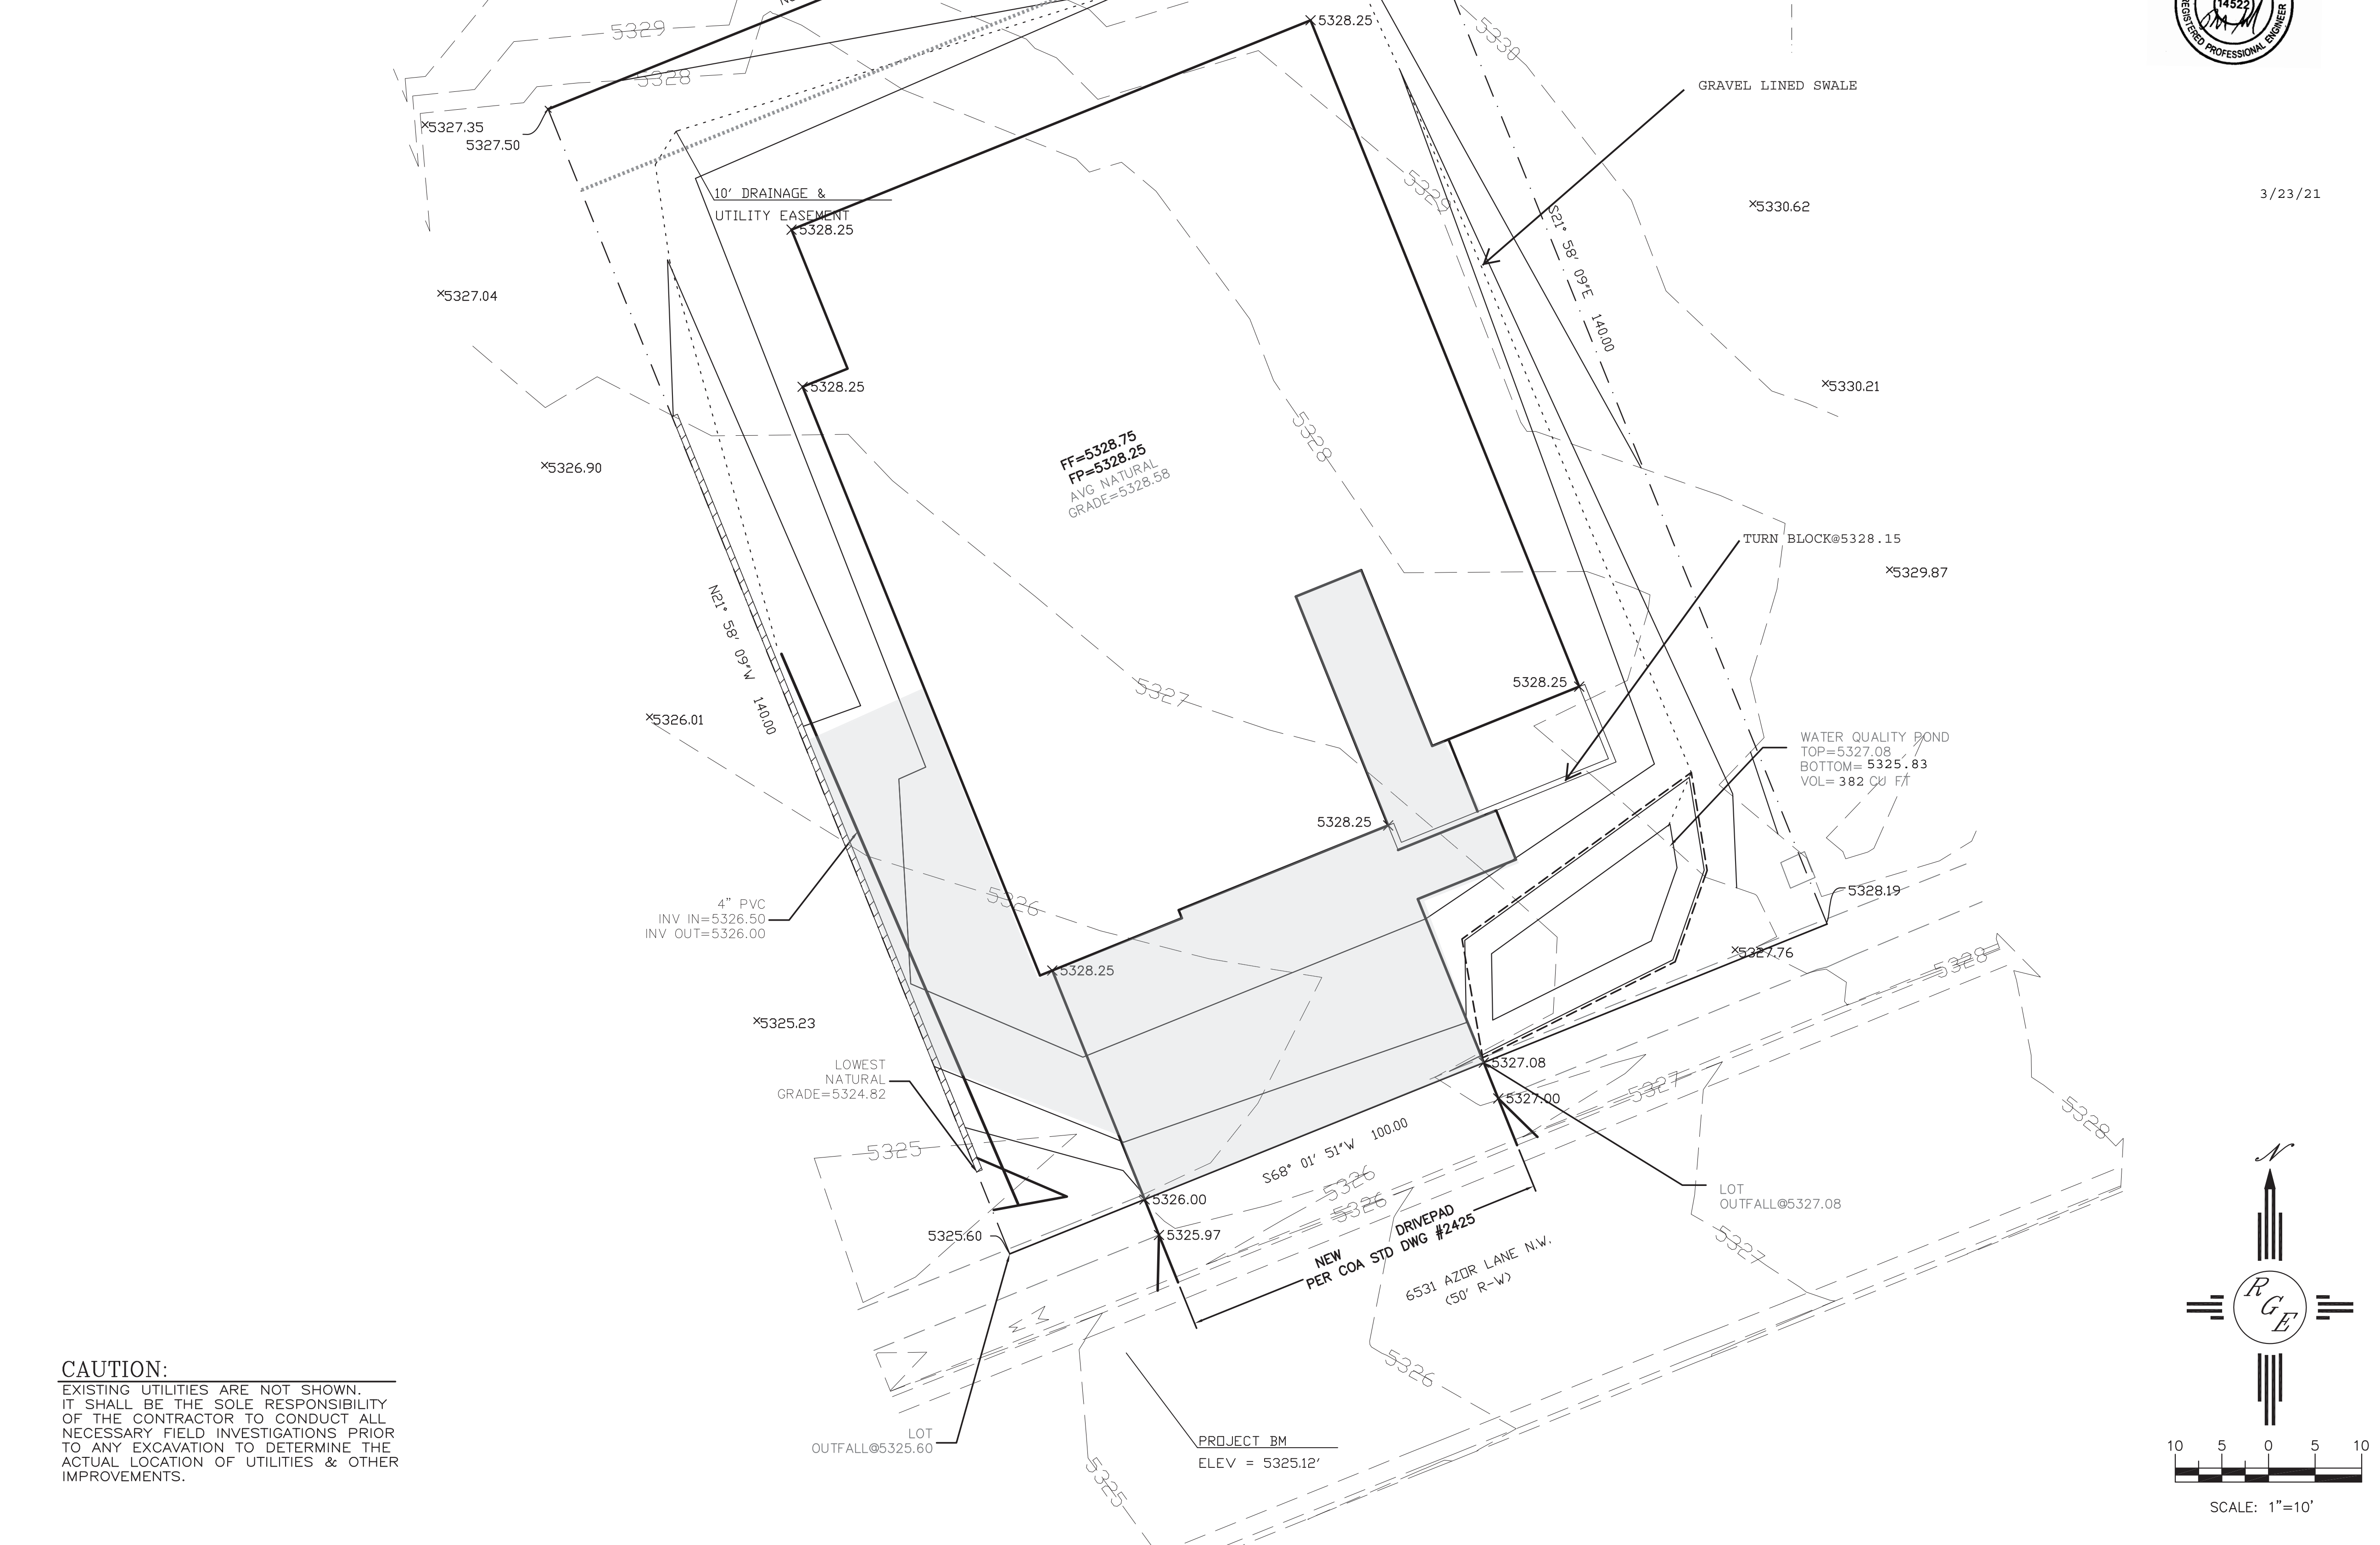 5329
5328
5328.25
5330
14522
REGISTERED PROFESSIONAL ENGINEER
GRAVEL LINED SWALE
5327.35
5327.50
10' DRAINAGE &
UTILITY EASEMENT
5328.25
5329
S21° 58' 09"E 140.00
5330.62
3/23/21
5327.04
5328.25
5330.21
5328
FF=5328.75
FP=5328.25
AVG NATURAL
GRADE=5328.58
5326.90
TURN BLOCK@5328.15
5329.87
N21° 58' 09"W 140.00
5327
5328.25
5326.01
WATER QUALITY POND
TOP=5327.08
BOTTOM= 5325.83
VOL= 382 CU FT
5328.25
4" PVC
INV IN=5326.50
INV OUT=5326.00
5326
5328.19
5327.76
5328
5328.25
5325.23
LOWEST
NATURAL
GRADE=5324.82
5327.08
5327.00
5327
5328
5325
S68° 01' 51"W 100.00
5326
5326
5326.00
LOT
OUTFALL@5327.08
5325.60
5325.97
NEW DRIVEPAD
PER COA STD DWG #2425
6531 AZOR LANE N.W.
(50' R-W)
5327
5326
LOT
OUTFALL@5325.60
PROJECT BM
ELEV = 5325.12'
5325
CAUTION:
EXISTING UTILITIES ARE NOT SHOWN.
IT SHALL BE THE SOLE RESPONSIBILITY
OF THE CONTRACTOR TO CONDUCT ALL
NECESSARY FIELD INVESTIGATIONS PRIOR
TO ANY EXCAVATION TO DETERMINE THE
ACTUAL LOCATION OF UTILITIES & OTHER
IMPROVEMENTS.
N
RGE
10 5 0 5 10
SCALE: 1"=10'